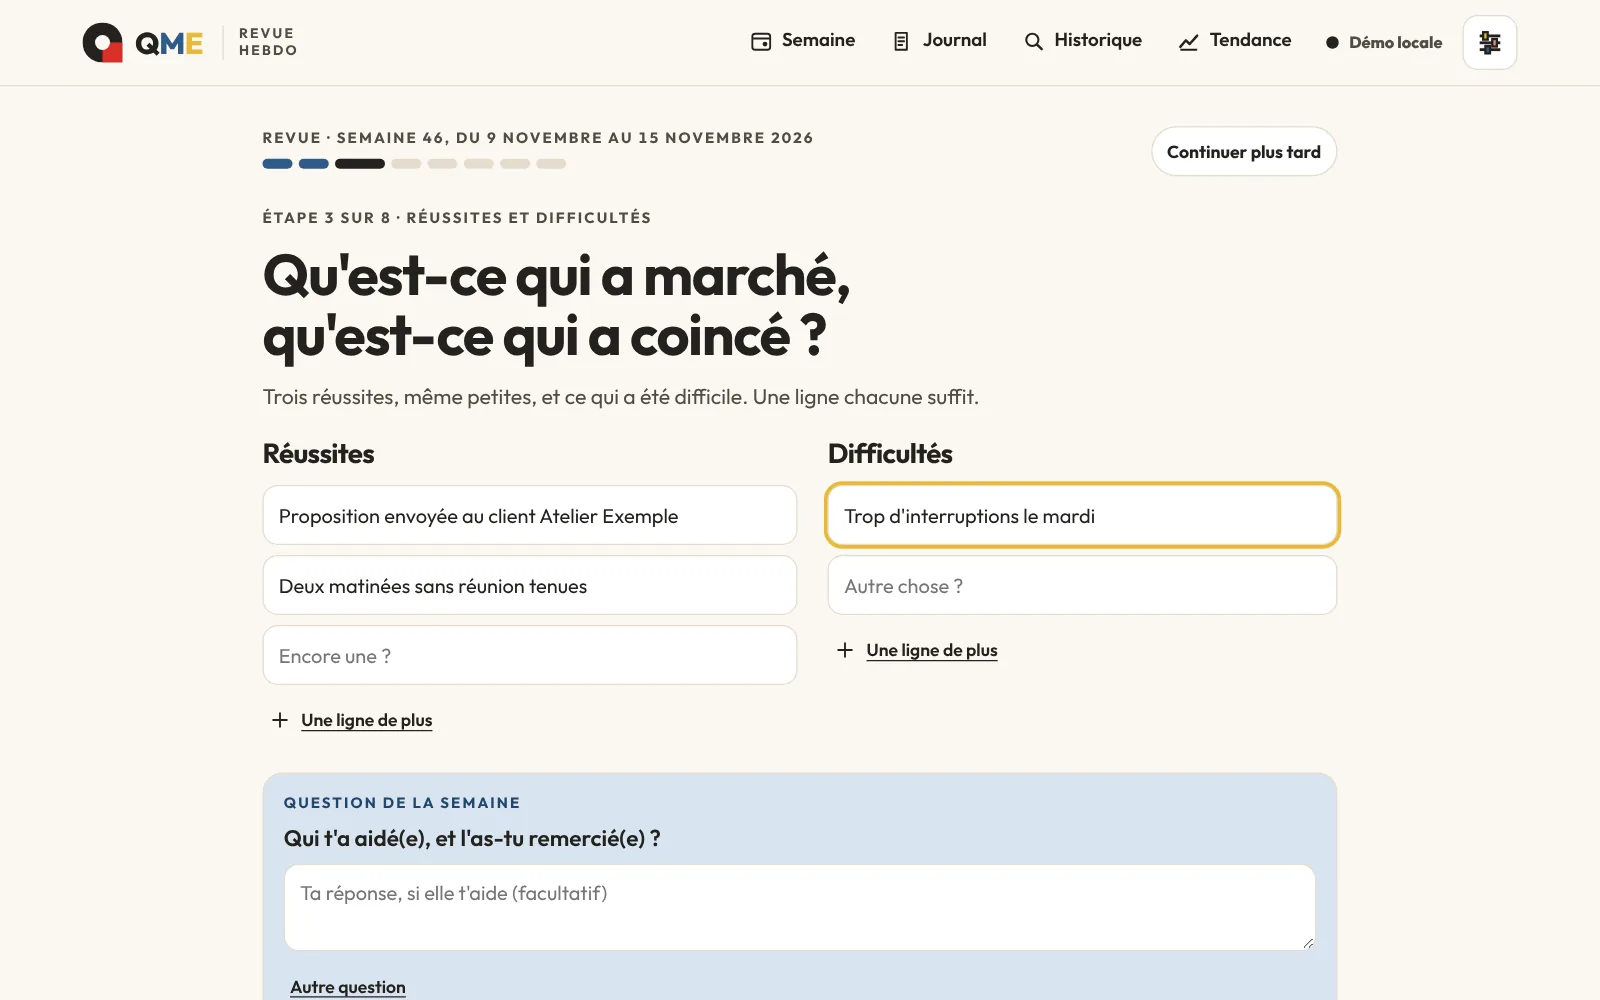 QME
REVUE
HEBDO
Semaine
Journal
Historique
Tendance
Démo locale
REVUE · SEMAINE 46, DU 9 NOVEMBRE AU 15 NOVEMBRE 2026
Continuer plus tard
ÉTAPE 3 SUR 8 · RÉUSSITES ET DIFFICULTÉS
Qu'est-ce qui a marché,
qu'est-ce qui a coincé ?
Trois réussites, même petites, et ce qui a été difficile. Une ligne chacune suffit.
Réussites
Proposition envoyée au client Atelier Exemple
Deux matinées sans réunion tenues
Encore une ?
Une ligne de plus
Difficultés
Trop d'interruptions le mardi
Autre chose ?
Une ligne de plus
QUESTION DE LA SEMAINE
Qui t'a aidé(e), et l'as-tu remercié(e) ?
Ta réponse, si elle t'aide (facultatif)
Autre question